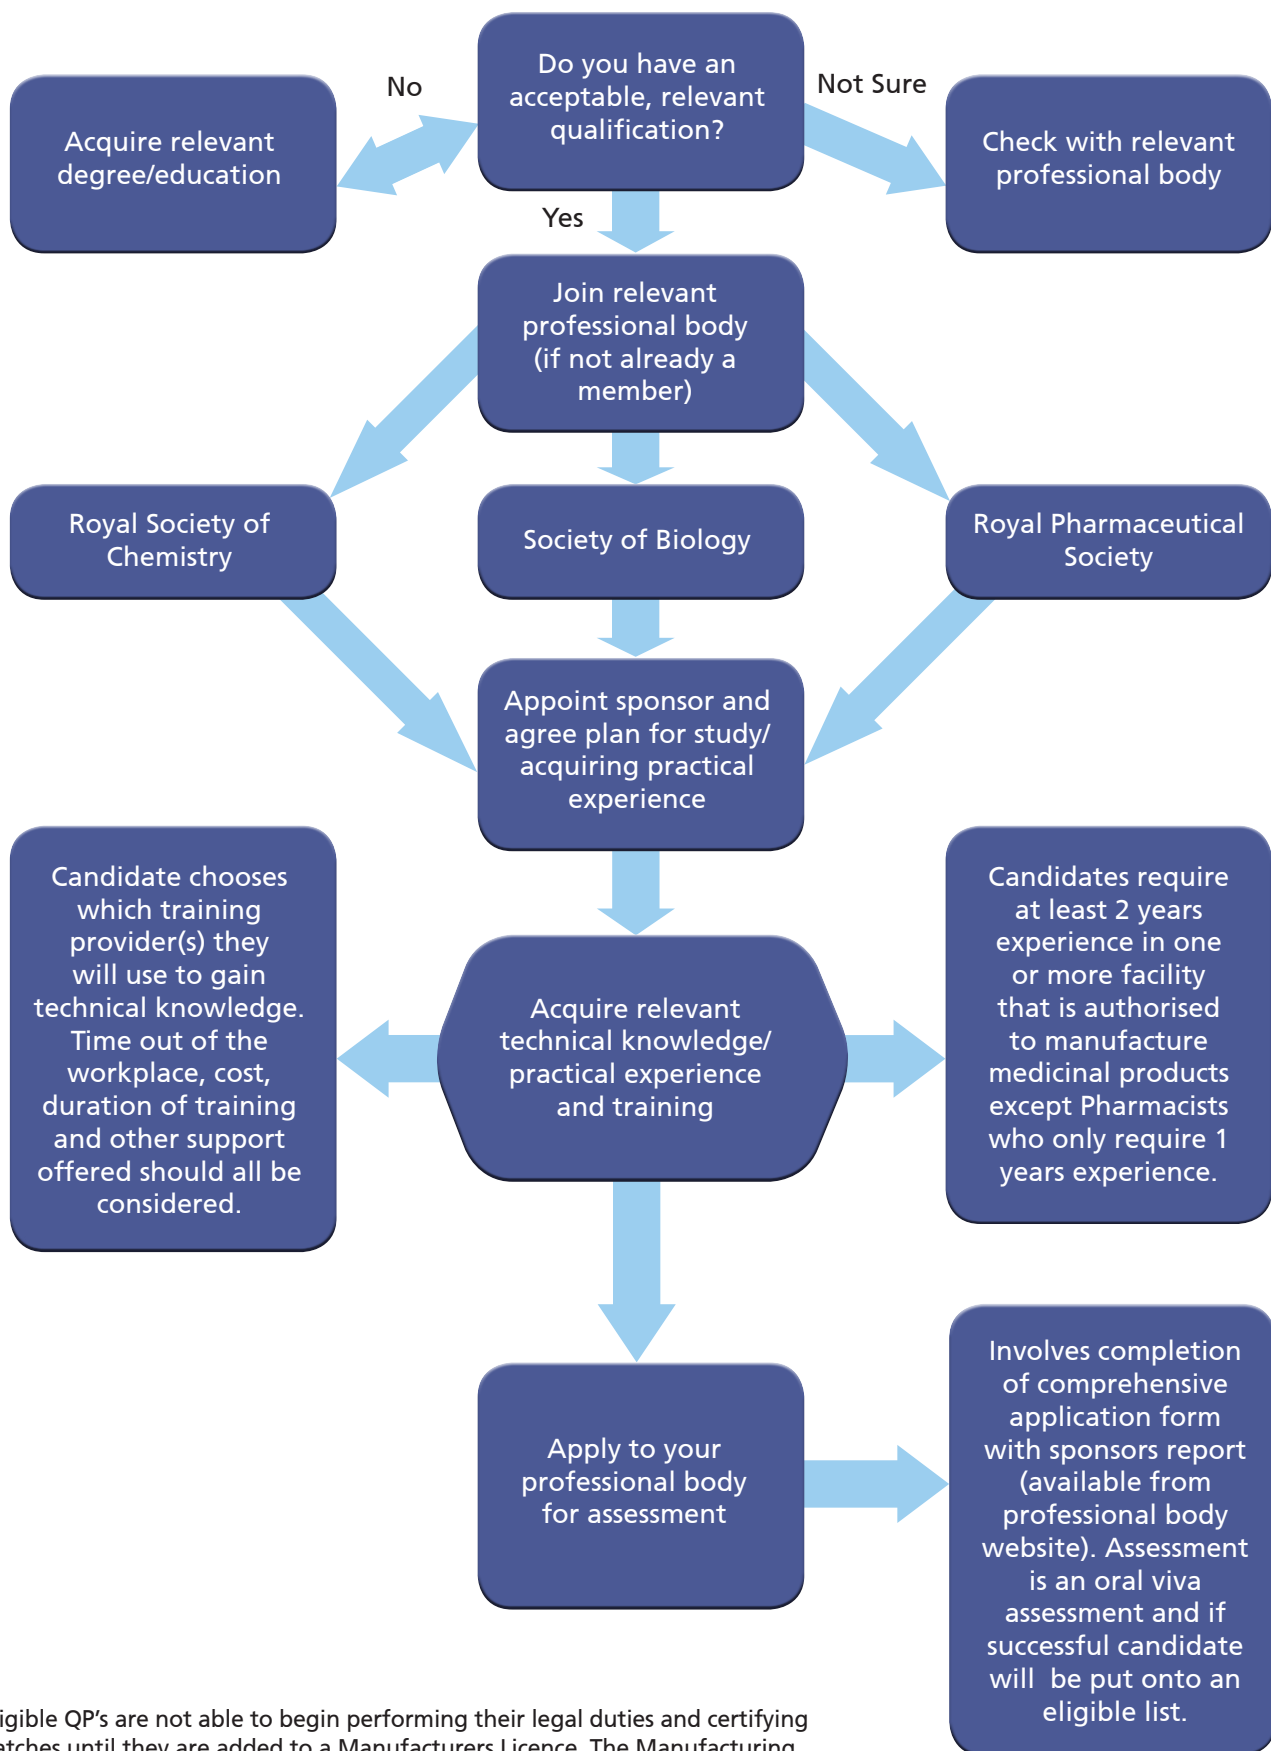 Do you have an
acceptable, relevant
qualification?
No
Not Sure
Acquire relevant
degree/education
Check with relevant
professional body
Yes
Join relevant
professional body
(if not already a
member)
Royal Society of
Chemistry
Society of Biology
Royal Pharmaceutical
Society
Appoint sponsor and
agree plan for study/
acquiring practical
experience
Candidate chooses
which training
provider(s) they
will use to gain
technical knowledge.
Time out of the
workplace, cost,
duration of training
and other support
offered should all be
considered.
Acquire relevant
technical knowledge/
practical experience
and training
Candidates require
at least 2 years
experience in one
or more facility
that is authorised
to manufacture
medicinal products
except Pharmacists
who only require 1
years experience.
Apply to your
professional body
for assessment
Involves completion
of comprehensive
application form
with sponsors report
(available from
professional body
website). Assessment
is an oral viva
assessment and if
successful candidate
will  be put onto an
eligible list.
igible QP's are not able to begin performing their legal duties and certifying
atches until they are added to a Manufacturers Licence. The Manufacturing